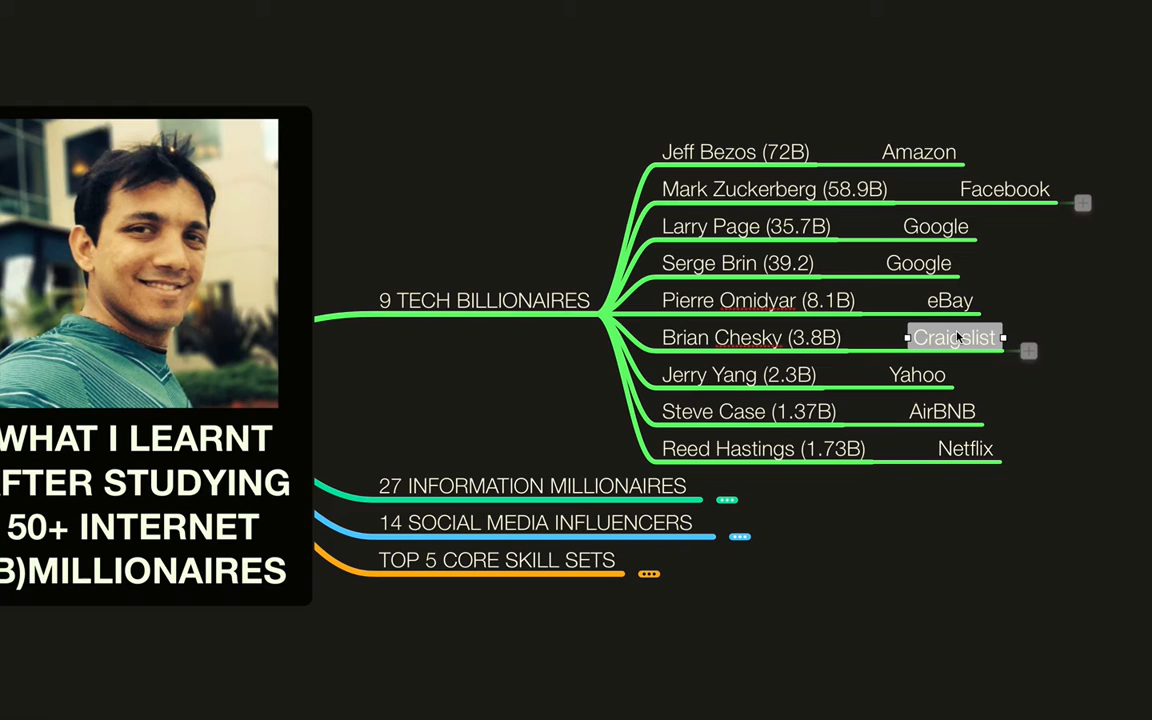 WHAT I LEARNT
AFTER STUDYING
50+ INTERNET
B)MILLIONAIRES
9 TECH BILLIONAIRES
Jeff Bezos (72B) Amazon
Mark Zuckerberg (58.9B) Facebook
Larry Page (35.7B) Google
Serge Brin (39.2) Google
Pierre Omidyar (8.1B) eBay
Brian Chesky (3.8B) Craigslist
Jerry Yang (2.3B) Yahoo
Steve Case (1.37B) AirBNB
Reed Hastings (1.73B) Netflix
27 INFORMATION MILLIONAIRES
14 SOCIAL MEDIA INFLUENCERS
TOP 5 CORE SKILL SETS